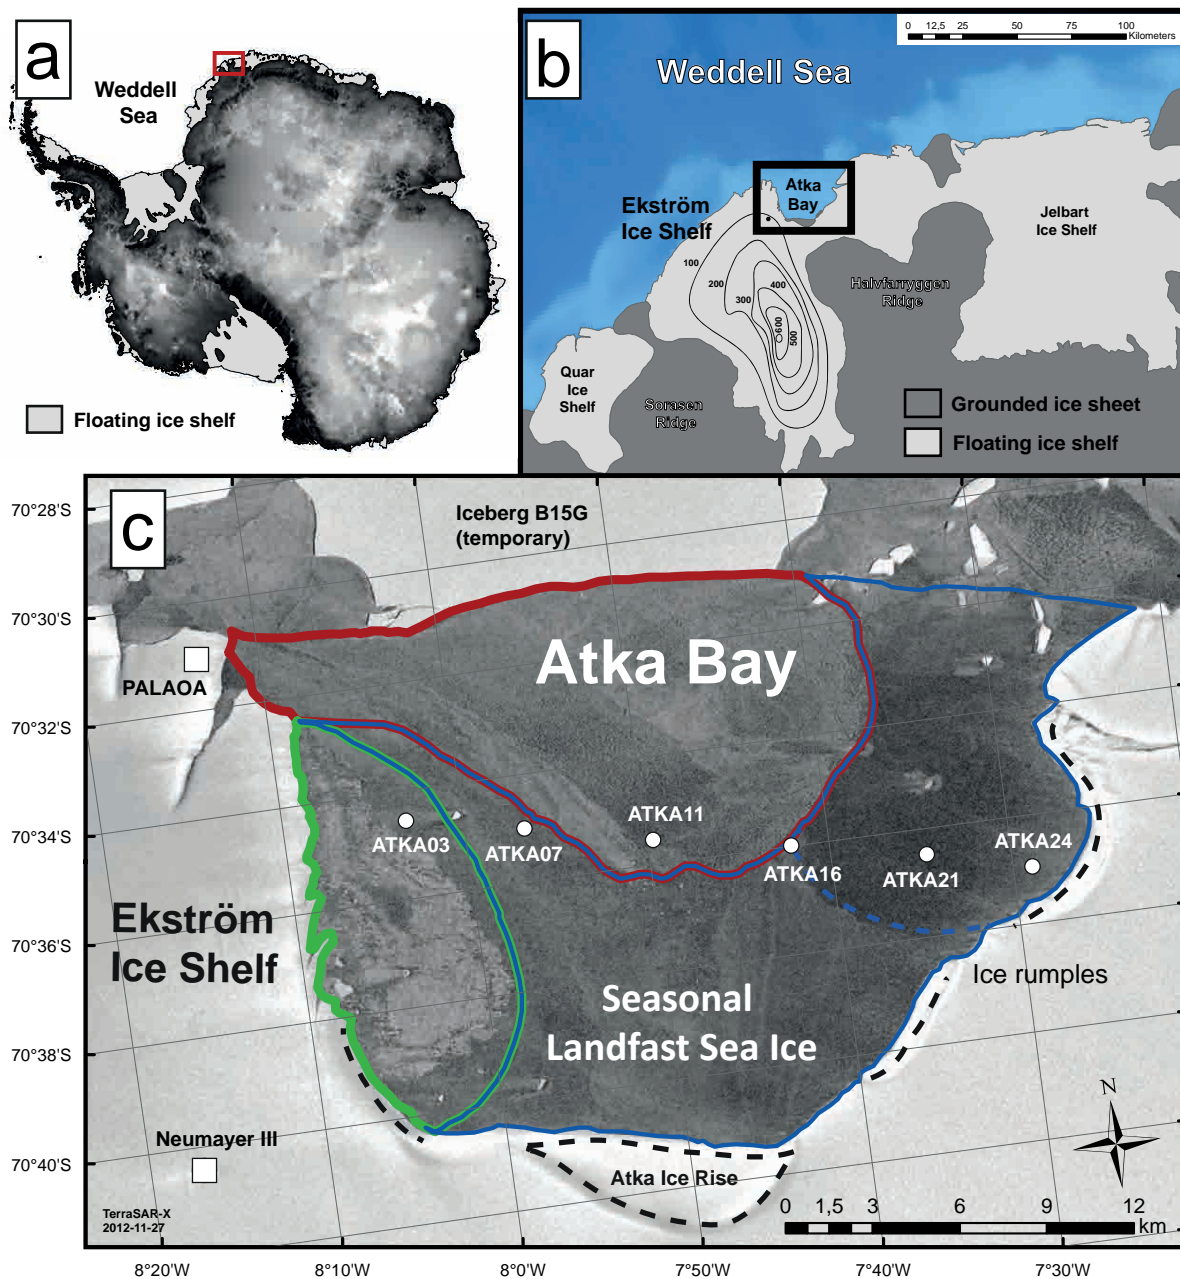 a
Weddell
Sea
Floating ice shelf
b
0 12,5 25 50 75 100
Kilometers
Weddell Sea
Atka
Bay
Ekström
Ice Shelf
Jelbart
Ice Shelf
100
200
300
400
500
600
Halvfarryggen
Ridge
Quar
Ice
Shelf
Sorasen
Ridge
Grounded ice sheet
Floating ice shelf
c
70°28'S
70°30'S
70°32'S
70°34'S
70°36'S
70°38'S
70°40'S
Iceberg B15G
(temporary)
Atka Bay
PALAOA
ATKA03
ATKA07
ATKA11
ATKA16
ATKA21
ATKA24
Ekström
Ice Shelf
Seasonal
Landfast Sea Ice
Ice rumples
N
Neumayer III
Atka Ice Rise
TerraSAR-X
2012-11-27
0 1,5 3 6 9 12
km
8°20'W 8°10'W 8°0'W 7°50'W 7°40'W 7°30'W